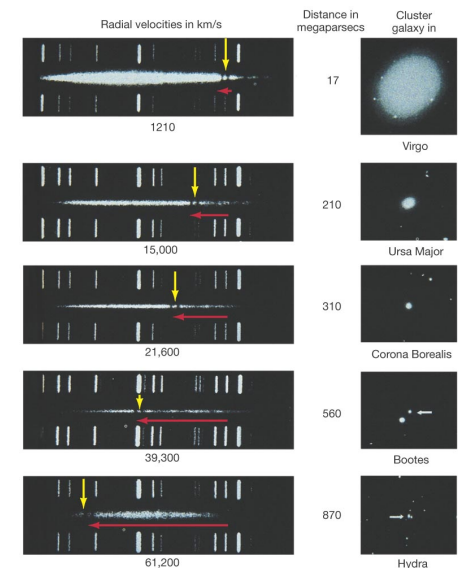 Radial velocities in km/s
Distance in
megaparsecs
Cluster
galaxy in
17
1210
Virgo
210
15,000
Ursa Major
310
21,600
Corona Borealis
560
39,300
Bootes
870
61,200
Hydra